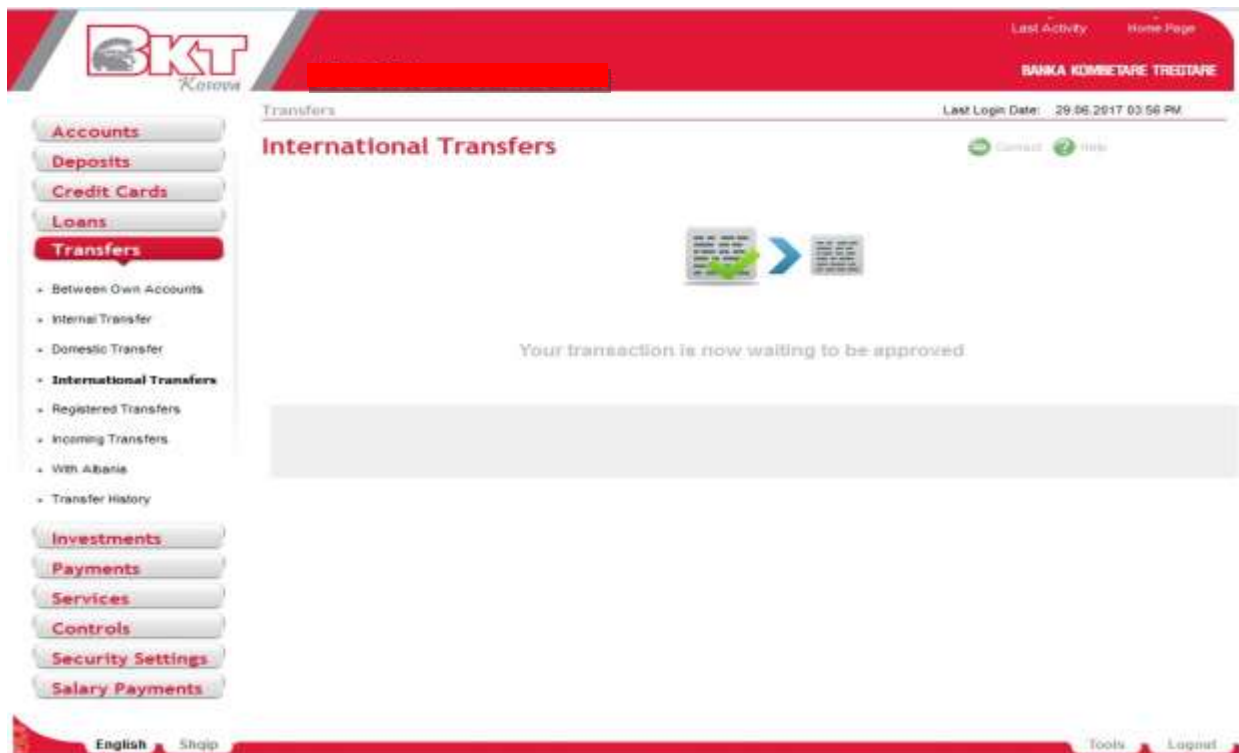 BKT
Kosova
Last Activity Home Page
BANKA KOMBETARE TREGTARE
Transfers
Last Login Date: 29.06.2017 03:56 PM
International Transfers
Contact Help
Accounts
Deposits
Credit Cards
Loans
Transfers
Between Own Accounts
Internal Transfer
Domestic Transfer
International Transfers
Registered Transfers
Incoming Transfers
With Albania
Transfer History
Your transaction is now waiting to be approved
Investments
Payments
Services
Controls
Security Settings
Salary Payments
English Shqip
Tools Logout